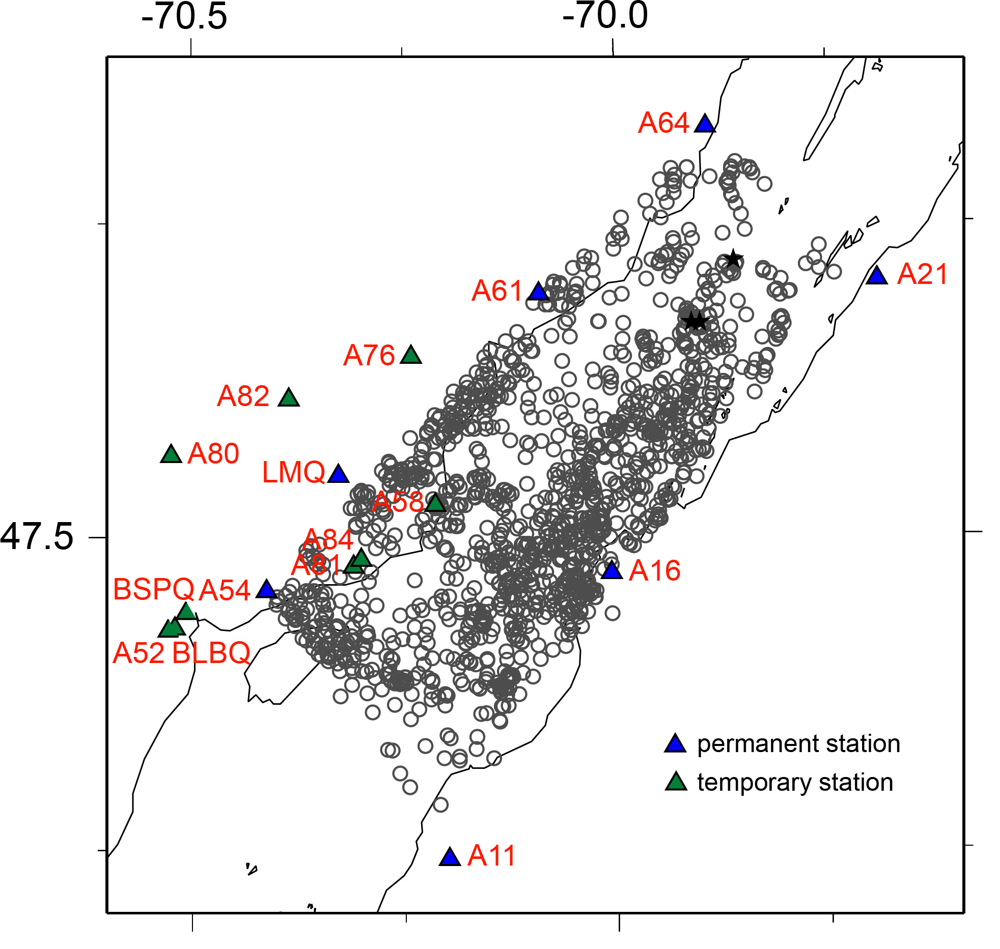 -70.5
-70.0
A64
A21
A61
A76
A82
A80
LMQ
A58
47.5
A84
A81
A16
BSPQ A54
A52 BLBQ
permanent station
temporary station
A11